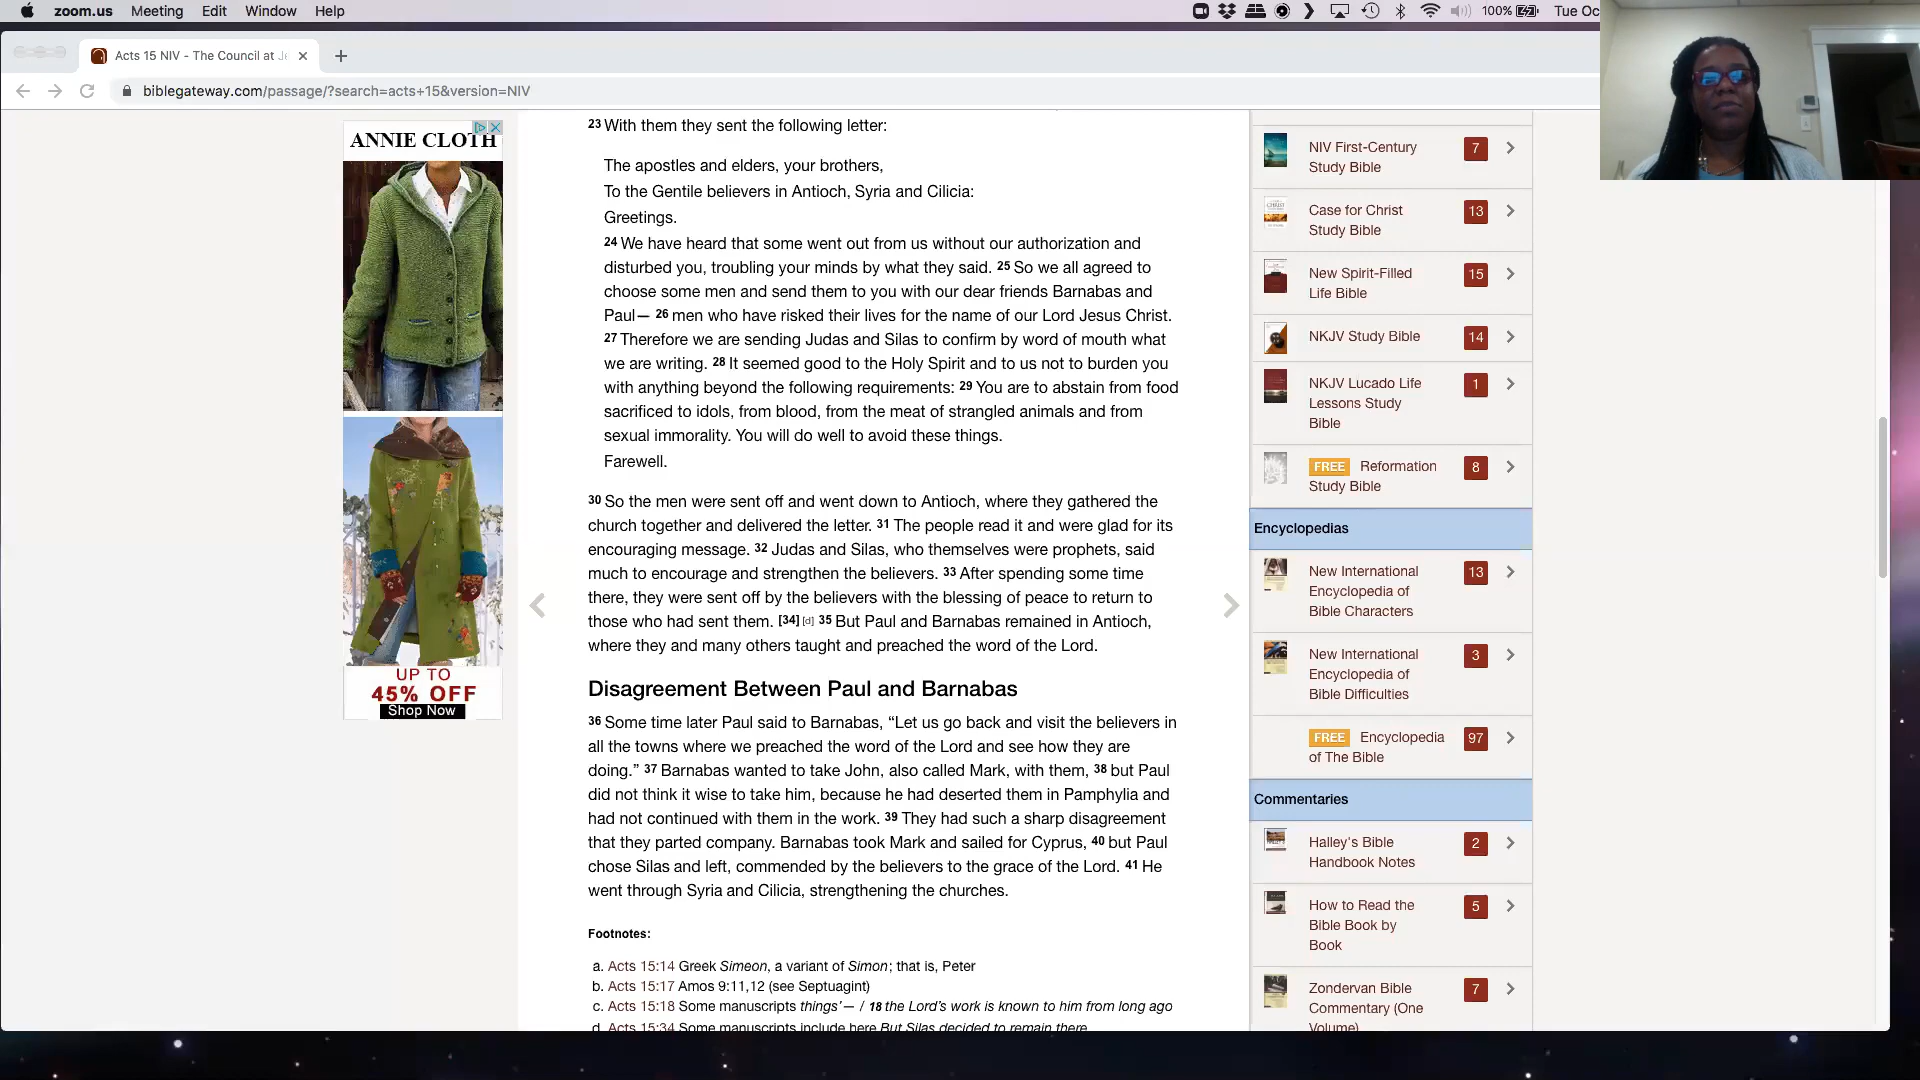 zoom.us Meeting Edit Window Help
100% Tue Oc
Acts 15 NIV - The Council at Je
biblegateway.com/passage/?search=acts+15&version=NIV
ANNIE CLOTH
UP TO
45% OFF
Shop Now
23 With them they sent the following letter:
The apostles and elders, your brothers,
To the Gentile believers in Antioch, Syria and Cilicia:
Greetings.
24 We have heard that some went out from us without our authorization and
disturbed you, troubling your minds by what they said. 25 So we all agreed to
choose some men and send them to you with our dear friends Barnabas and
Paul— 26 men who have risked their lives for the name of our Lord Jesus Christ.
27 Therefore we are sending Judas and Silas to confirm by word of mouth what
we are writing. 28 It seemed good to the Holy Spirit and to us not to burden you
with anything beyond the following requirements: 29 You are to abstain from food
sacrificed to idols, from blood, from the meat of strangled animals and from
sexual immorality. You will do well to avoid these things.
Farewell.
30 So the men were sent off and went down to Antioch, where they gathered the
church together and delivered the letter. 31 The people read it and were glad for its
encouraging message. 32 Judas and Silas, who themselves were prophets, said
much to encourage and strengthen the believers. 33 After spending some time
there, they were sent off by the believers with the blessing of peace to return to
those who had sent them. [34] [d] 35 But Paul and Barnabas remained in Antioch,
where they and many others taught and preached the word of the Lord.
Disagreement Between Paul and Barnabas
36 Some time later Paul said to Barnabas, “Let us go back and visit the believers in
all the towns where we preached the word of the Lord and see how they are
doing.” 37 Barnabas wanted to take John, also called Mark, with them, 38 but Paul
did not think it wise to take him, because he had deserted them in Pamphylia and
had not continued with them in the work. 39 They had such a sharp disagreement
that they parted company. Barnabas took Mark and sailed for Cyprus, 40 but Paul
chose Silas and left, commended by the believers to the grace of the Lord. 41 He
went through Syria and Cilicia, strengthening the churches.
Footnotes:
a. Acts 15:14 Greek Simeon, a variant of Simon; that is, Peter
b. Acts 15:17 Amos 9:11,12 (see Septuagint)
c. Acts 15:18 Some manuscripts things’— / 18 the Lord’s work is known to him from long ago
d. Acts 15:34 Some manuscripts include here But Silas decided to remain there.
NIV First-Century 7
Study Bible
Case for Christ 13
Study Bible
New Spirit-Filled 15
Life Bible
NKJV Study Bible 14
NKJV Lucado Life 1
Lessons Study
Bible
FREE Reformation 8
Study Bible
Encyclopedias
New International 13
Encyclopedia of
Bible Characters
New International 3
Encyclopedia of
Bible Difficulties
FREE Encyclopedia 97
of The Bible
Commentaries
Halley's Bible 2
Handbook Notes
How to Read the 5
Bible Book by
Book
Zondervan Bible 7
Commentary (One
Volume)